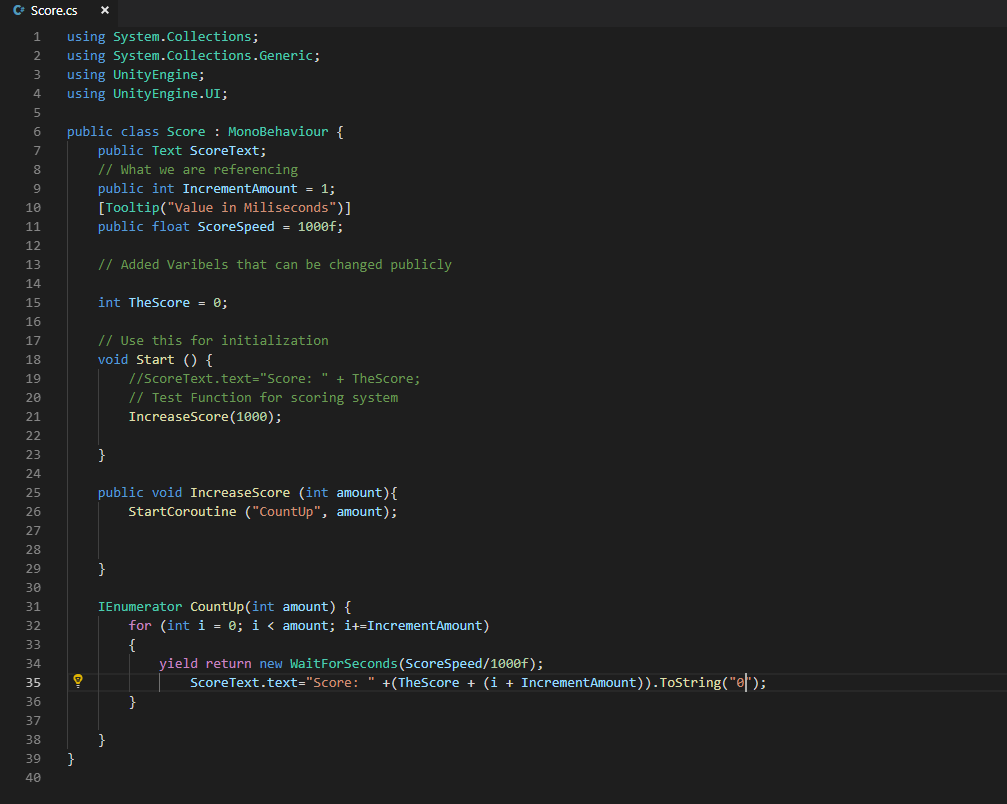 C# Score.cs ×
1 using System.Collections;
2 using System.Collections.Generic;
3 using UnityEngine;
4 using UnityEngine.UI;
5
6 public class Score : MonoBehaviour {
7     public Text ScoreText;
8     // What we are referencing
9     public int IncrementAmount = 1;
10     [Tooltip("Value in Miliseconds")]
11     public float ScoreSpeed = 1000f;
12
13     // Added Varibels that can be changed publicly
14
15     int TheScore = 0;
16
17     // Use this for initialization
18     void Start () {
19         //ScoreText.text="Score: " + TheScore;
20         // Test Function for scoring system
21         IncreaseScore(1000);
22
23     }
24
25     public void IncreaseScore (int amount){
26         StartCoroutine ("CountUp", amount);
27
28
29     }
30
31     IEnumerator CountUp(int amount) {
32         for (int i = 0; i < amount; i+=IncrementAmount)
33         {
34             yield return new WaitForSeconds(ScoreSpeed/1000f);
35                 ScoreText.text="Score: " +(TheScore + (i + IncrementAmount)).ToString("0");
36         }
37
38     }
39 }
40